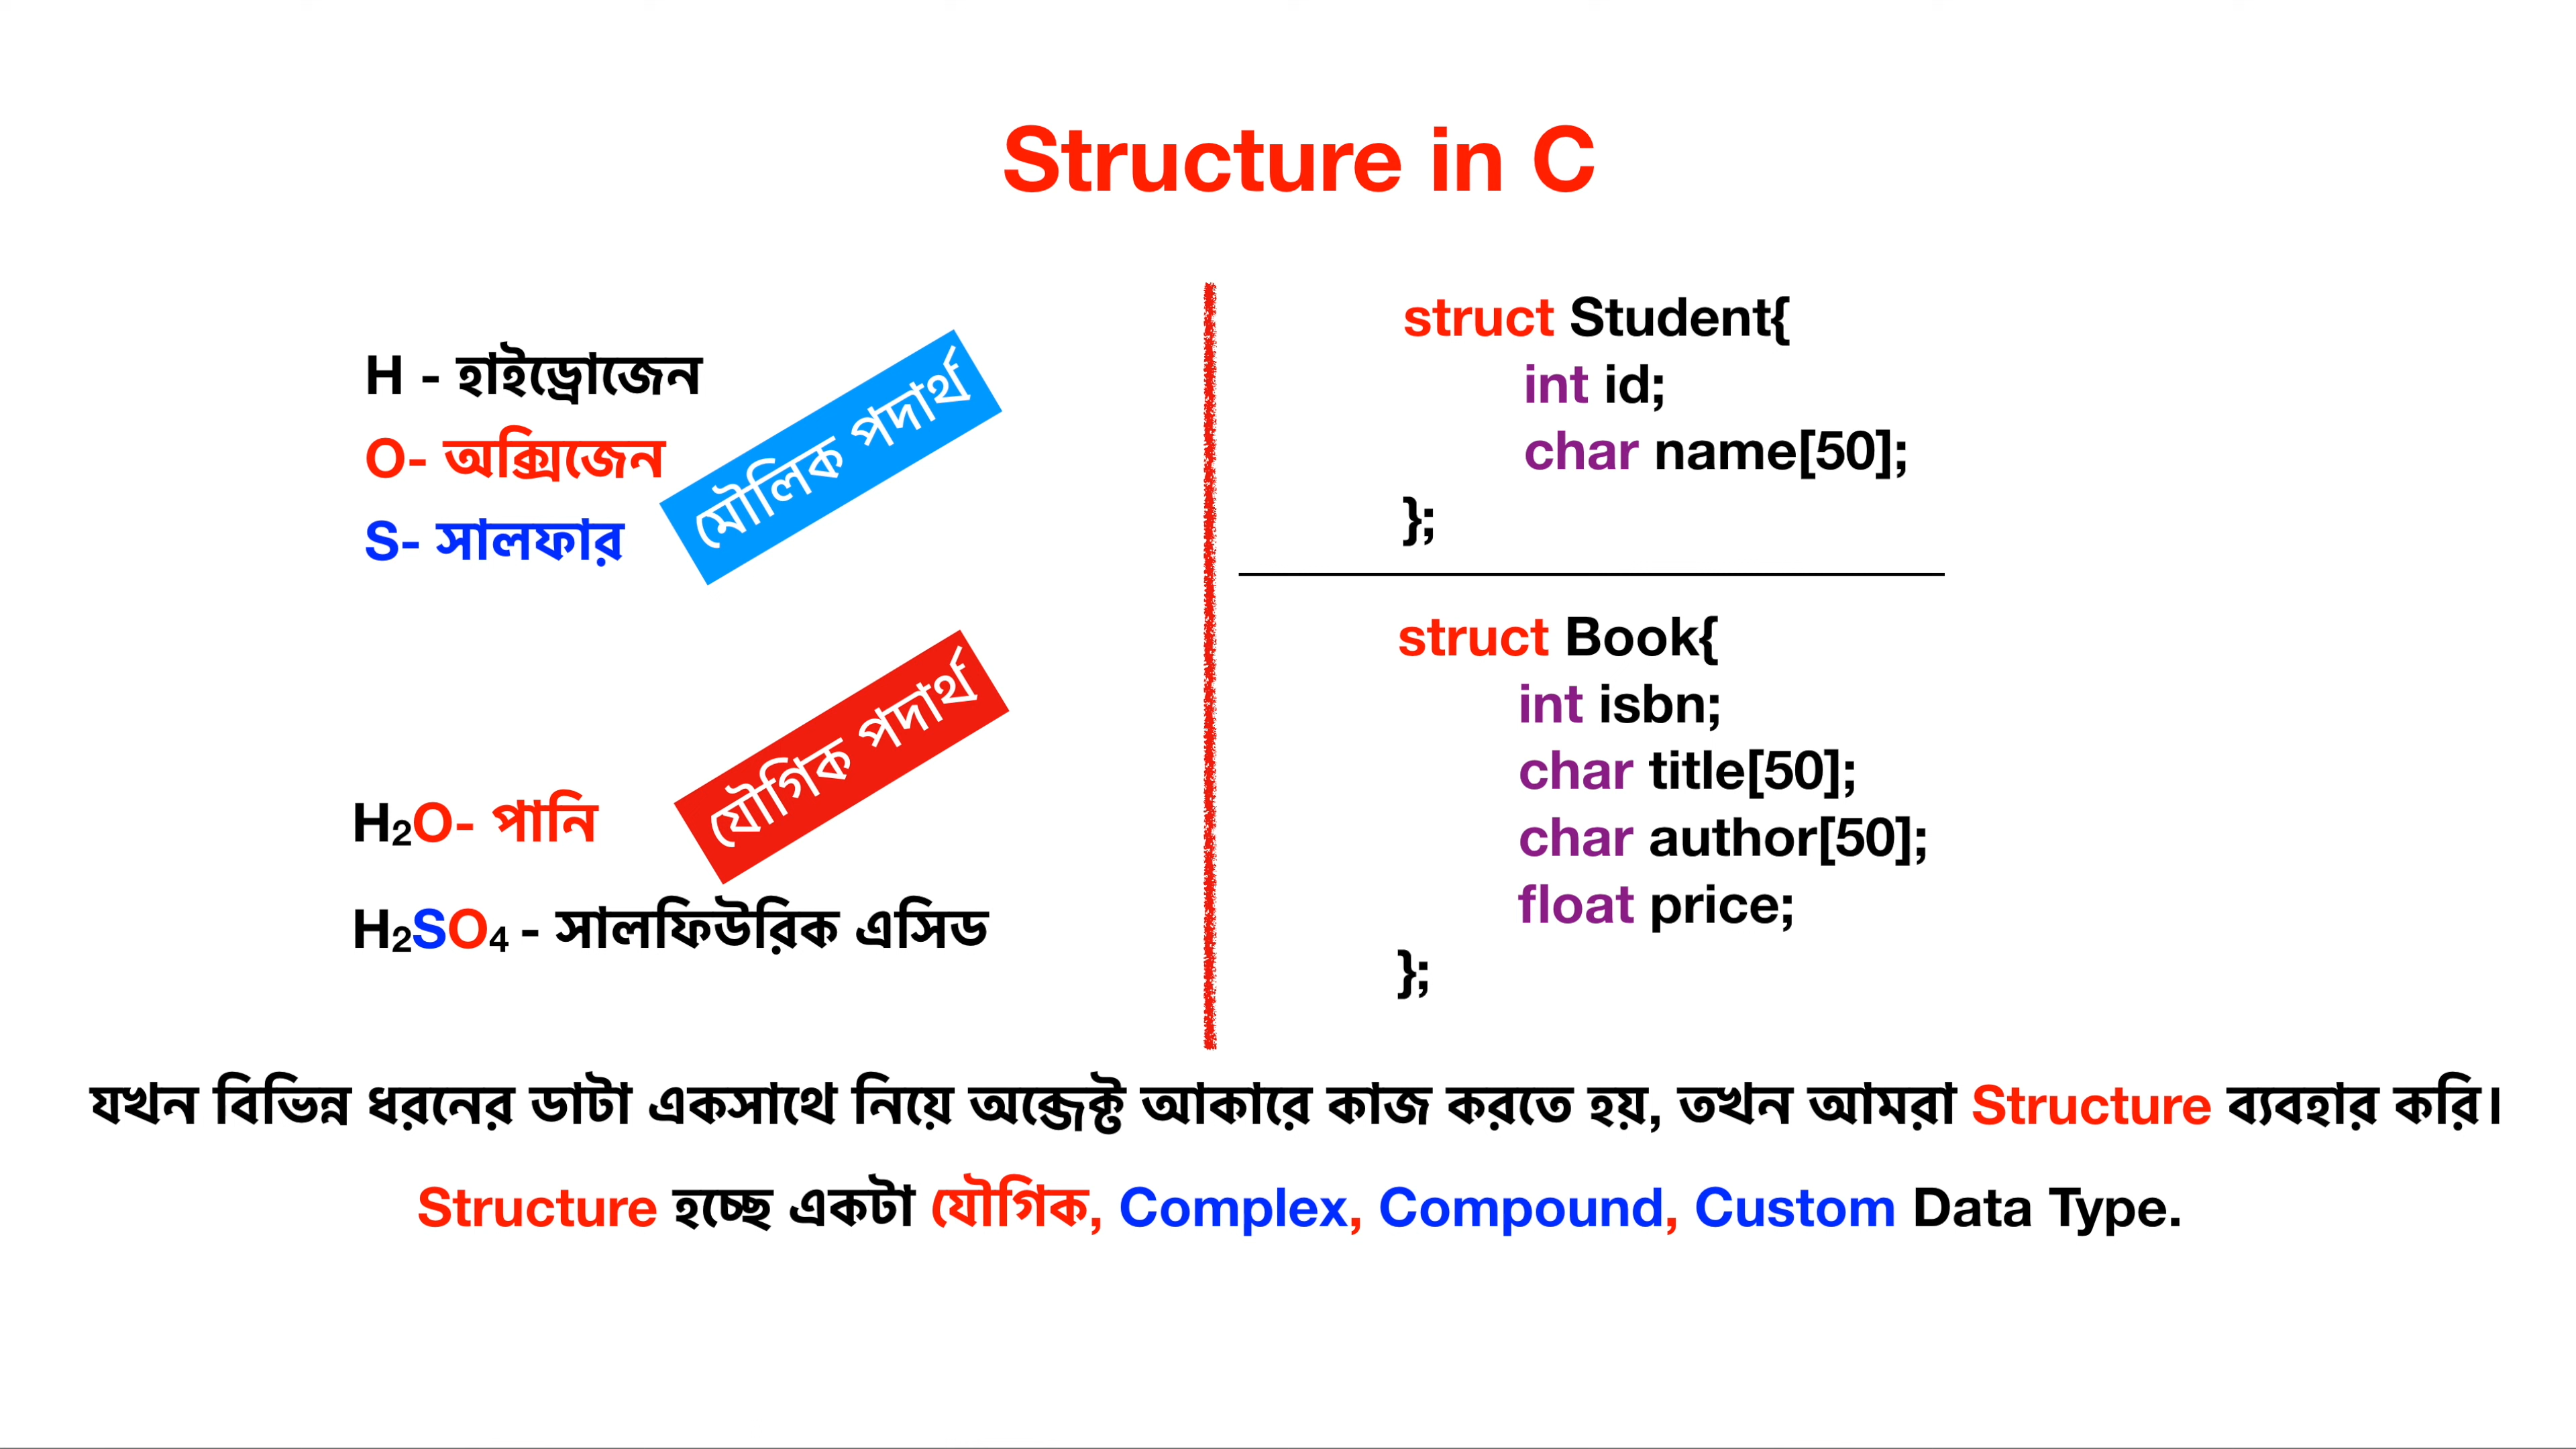 Structure in C
H - হাইড্রোজেন
O- অক্সিজেন
S- সালফার
মৌলিক পদার্থ
যৌগিক পদার্থ
H₂O- পানি
H₂SO₄ - সালফিউরিক এসিড
struct Student{
int id;
char name[50];
};
struct Book{
int isbn;
char title[50];
char author[50];
float price;
};
যখন বিভিন্ন ধরনের ডাটা একসাথে নিয়ে অব্জেক্ট আকারে কাজ করতে হয়, তখন আমরা Structure ব্যবহার করি।
Structure হচ্ছে একটা যৌগিক, Complex, Compound, Custom Data Type.